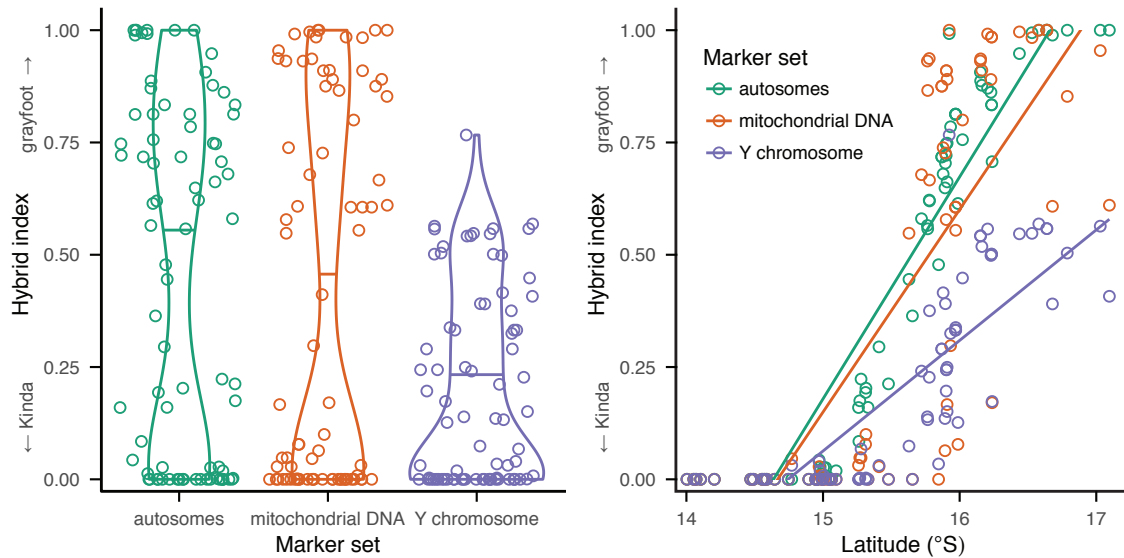 Hybrid index
← Kinda
grayfoot →
1.00
0.75
0.50
0.25
0.00
autosomes
mitochondrial DNA
Y chromosome
Marker set
Hybrid index
← Kinda
grayfoot →
1.00
0.75
0.50
0.25
0.00
Marker set
autosomes
mitochondrial DNA
Y chromosome
14
15
16
17
Latitude (°S)